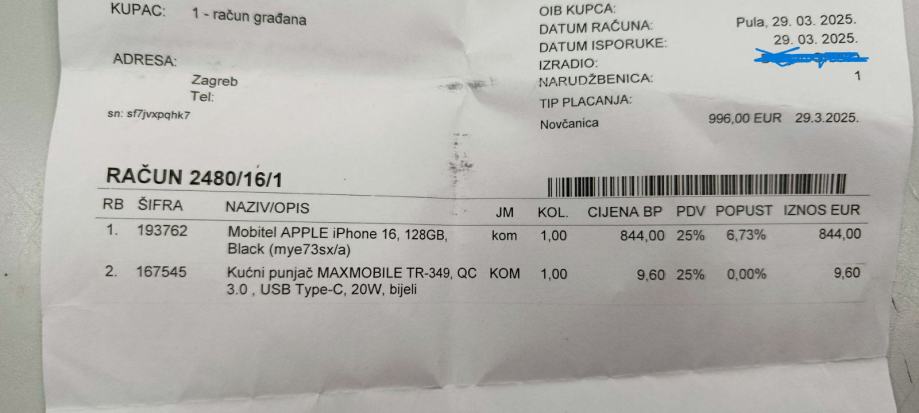 KUPAC: 1 - račun građana
OIB KUPCA:
DATUM RAČUNA: Pula, 29. 03. 2025.
DATUM ISPORUKE: 29. 03. 2025.
ADRESA:
IZRADIO:
Zagreb
NARUDŽBENICA: 1
Tel:
TIP PLACANJA:
sn: sf7jvxpqhk7
Novčanica 996,00 EUR 29.3.2025.
RAČUN 2480/16/1
RB ŠIFRA NAZIV/OPIS JM KOL. CIJENA BP PDV POPUST IZNOS EUR
1. 193762 Mobitel APPLE iPhone 16, 128GB, kom 1,00 844,00 25% 6,73% 844,00
Black (mye73sx/a)
2. 167545 Kućni punjač MAXMOBILE TR-349, QC KOM 1,00 9,60 25% 0,00% 9,60
3.0 , USB Type-C, 20W, bijeli